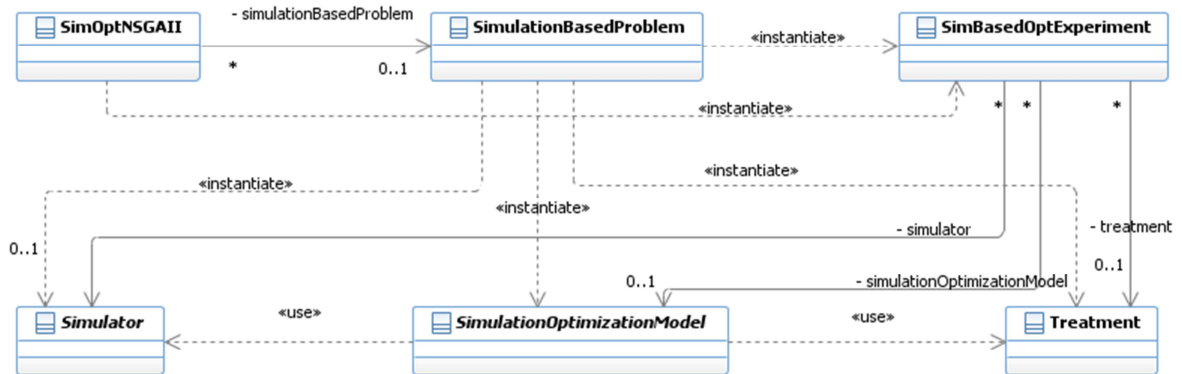 - simulationBasedProblem
SimOptNSGAII
SimulationBasedProblem
SimBasedOptExperiment
«instantiate»
*
0..1
«instantiate»
*
*
*
«instantiate»
«instantiate»
«instantiate»
- simulator
- treatment
0..1
0..1
0..1
- simulationOptimizationModel
«use»
«use»
Simulator
SimulationOptimizationModel
Treatment